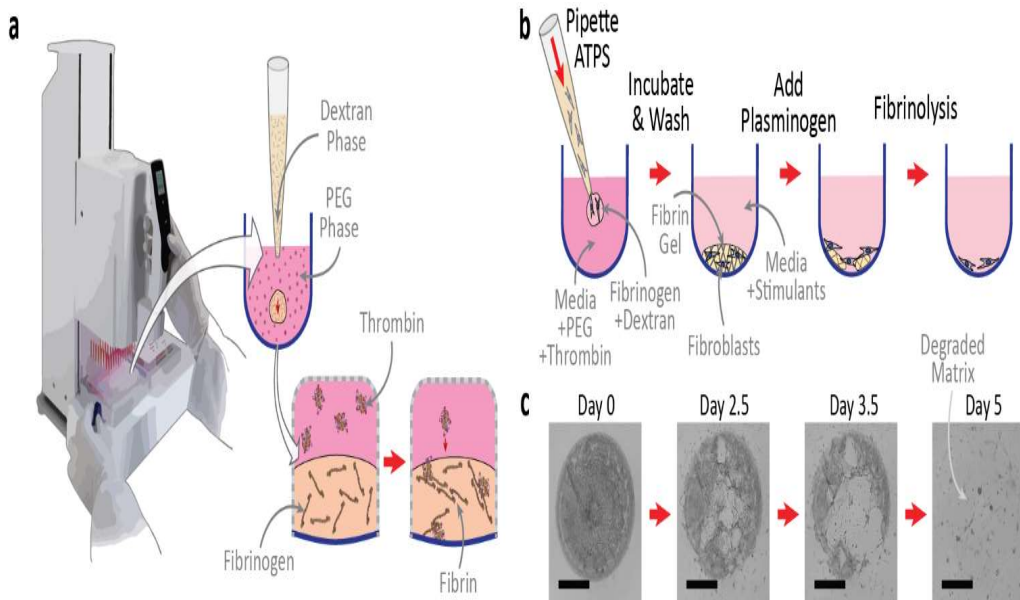 a
Dextran
Phase
PEG
Phase
Thrombin
Fibrinogen
Fibrin
b
Pipette
ATPS
Incubate
& Wash
Add
Plasminogen
Fibrinolysis
Fibrin
Gel
Media
+PEG
+Thrombin
Fibrinogen
+Dextran
Fibroblasts
Media
+Stimulants
Degraded
Matrix
c
Day 0
Day 2.5
Day 3.5
Day 5